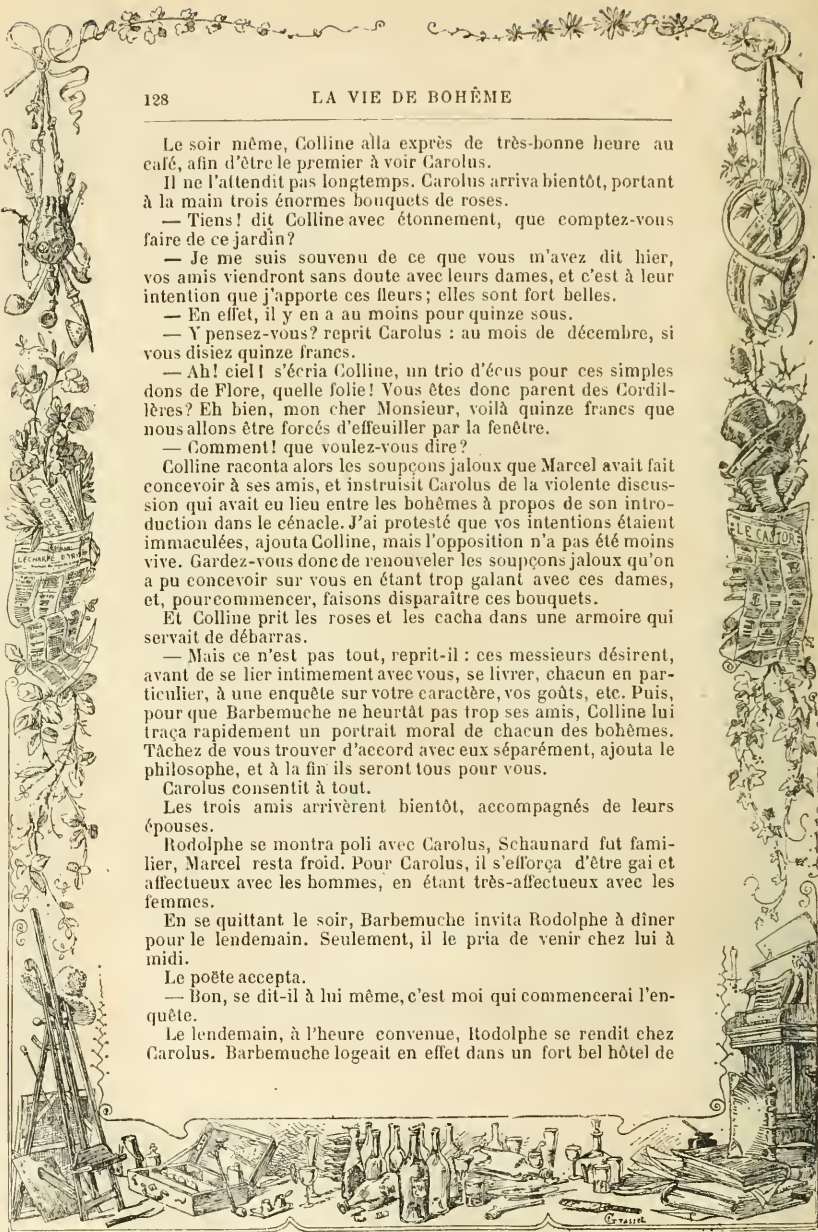 128
LA VIE DE BOHÊME
Le soir même, Colline alla exprès de très-bonne heure au
café, afin d'être le premier à voir Carolus.
Il ne l'attendit pas longtemps. Carolus arriva bientôt, portant
à la main trois énormes bouquets de roses.
— Tiens! dit Colline avec étonnement, que comptez-vous
faire de ce jardin?
— Je me suis souvenu de ce que vous m'avez dit hier,
vos amis viendront sans doute avec leurs dames, et c'est à leur
intention que j'apporte ces fleurs; elles sont fort belles.
— En effet, il y en a au moins pour quinze sous.
— Y pensez-vous? reprit Carolus : au mois de décembre, si
vous disiez quinze francs.
— Ah! ciel! s'écria Colline, un trio d'écus pour ces simples
dons de Flore, quelle folie! Vous êtes donc parent des Cordil-
lères? Eh bien, mon cher Monsieur, voilà quinze francs que
nous allons être forcés d'effeuiller par la fenêtre.
— Comment! que voulez-vous dire?
Colline raconta alors les soupçons jaloux que Marcel avait fait
concevoir à ses amis, et instruisit Carolus de la violente discus-
sion qui avait eu lieu entre les bohêmes à propos de son intro-
duction dans le cénacle. J'ai protesté que vos intentions étaient
immaculées, ajouta Colline, mais l'opposition n'a pas été moins
vive. Gardez-vous donc de renouveler les soupçons jaloux qu'on
a pu concevoir sur vous en étant trop galant avec ces dames,
et, pour commencer, faisons disparaître ces bouquets.
Et Colline prit les roses et les cacha dans une armoire qui
servait de débarras.
— Mais ce n'est pas tout, reprit-il : ces messieurs désirent,
avant de se lier intimement avec vous, se livrer, chacun en par-
ticulier, à une enquête sur votre caractère, vos goûts, etc. Puis,
pour que Barbemuche ne heurtât pas trop ses amis, Colline lui
traça rapidement un portrait moral de chacun des bohêmes.
Tâchez de vous trouver d'accord avec eux séparément, ajouta le
philosophe, et à la fin ils seront tous pour vous.
Carolus consentit à tout.
Les trois amis arrivèrent bientôt, accompagnés de leurs
épouses.
Rodolphe se montra poli avec Carolus, Schaunard fut fami-
lier, Marcel resta froid. Pour Carolus, il s'efforça d'être gai et
affectueux avec les hommes, en étant très-affectueux avec les
femmes.
En se quittant le soir, Barbemuche invita Rodolphe à dîner
pour le lendemain. Seulement, il le pria de venir chez lui à
midi.
Le poëte accepta.
— Bon, se dit-il à lui même, c'est moi qui commencerai l'en-
quête.
Le lendemain, à l'heure convenue, Rodolphe se rendit chez
Carolus. Barbemuche logeait en effet dans un fort bel hôtel de
L'ECHARPE D'IRIS
LE CASTOR